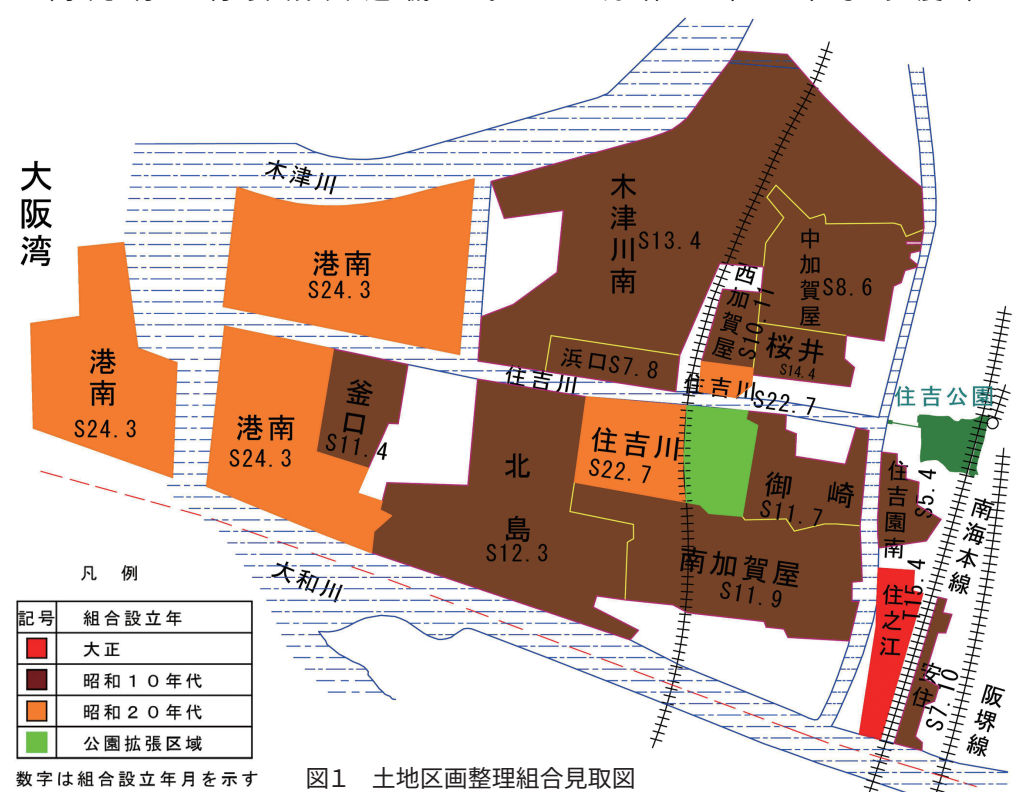 大阪湾
木津川
港南
S24.3
港南
S24.3
港南
S24.3
釜口
S11.4
木津川南
S13.4
中加賀屋
S8.6
西加賀屋
S10.11
桜井
S14.4
浜口S7.8
住吉川
住吉川
S22.7
住吉公園
北島
S12.3
住吉川
S22.7
御崎
S11.7
南加賀屋
S11.9
住吉園南
S5.4
住之江
T15.4
安住
S7.10
南海本線
阪堺線
大和川
凡 例
記号 組合設立年
大正
昭和10年代
昭和20年代
公園拡張区域
数字は組合設立年月を示す
図1 土地区画整理組合見取図